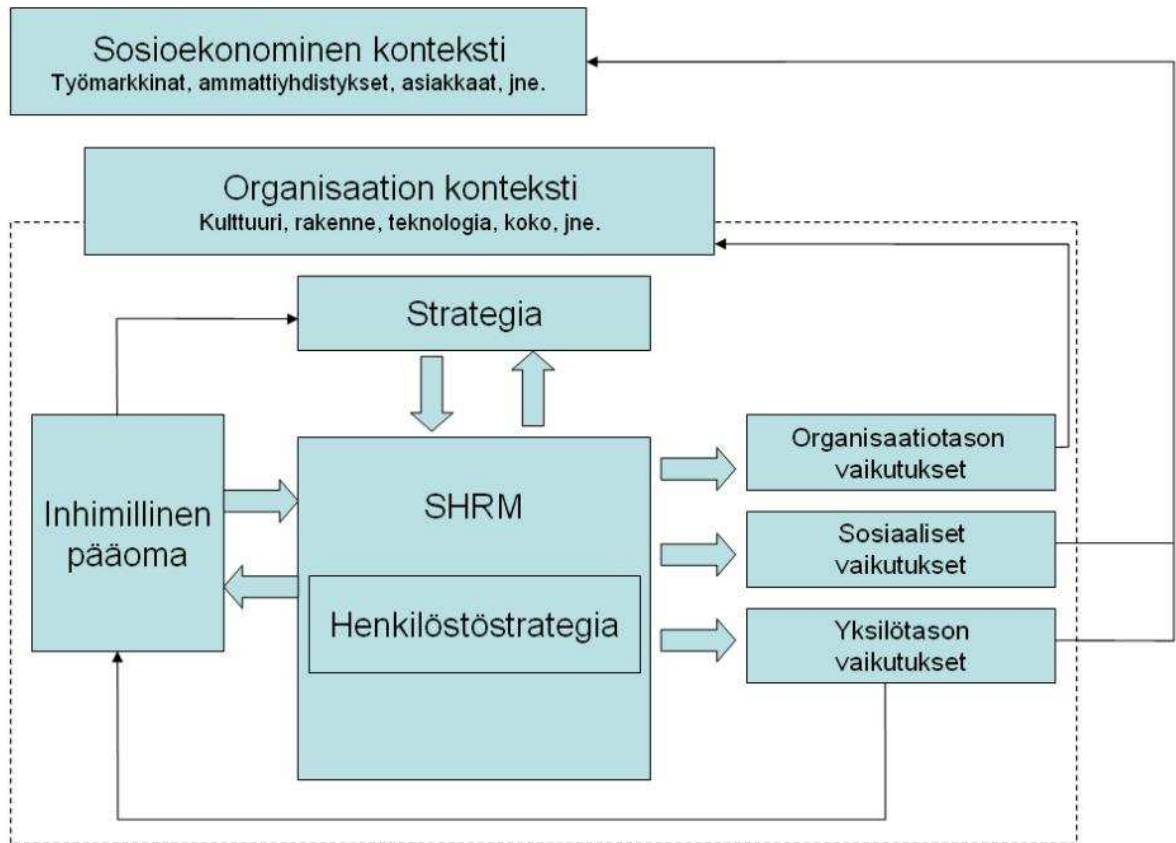 Sosioekonominen konteksti
Työmarkkinat, ammattiyhdistykset, asiakkaat, jne.
Organisaation konteksti
Kulttuuri, rakenne, teknologia, koko, jne.
Strategia
Inhimillinen
pääoma
SHRM
Henkilöstöstrategia
Organisaatiotason
vaikutukset
Sosiaaliset
vaikutukset
Yksilötason
vaikutukset